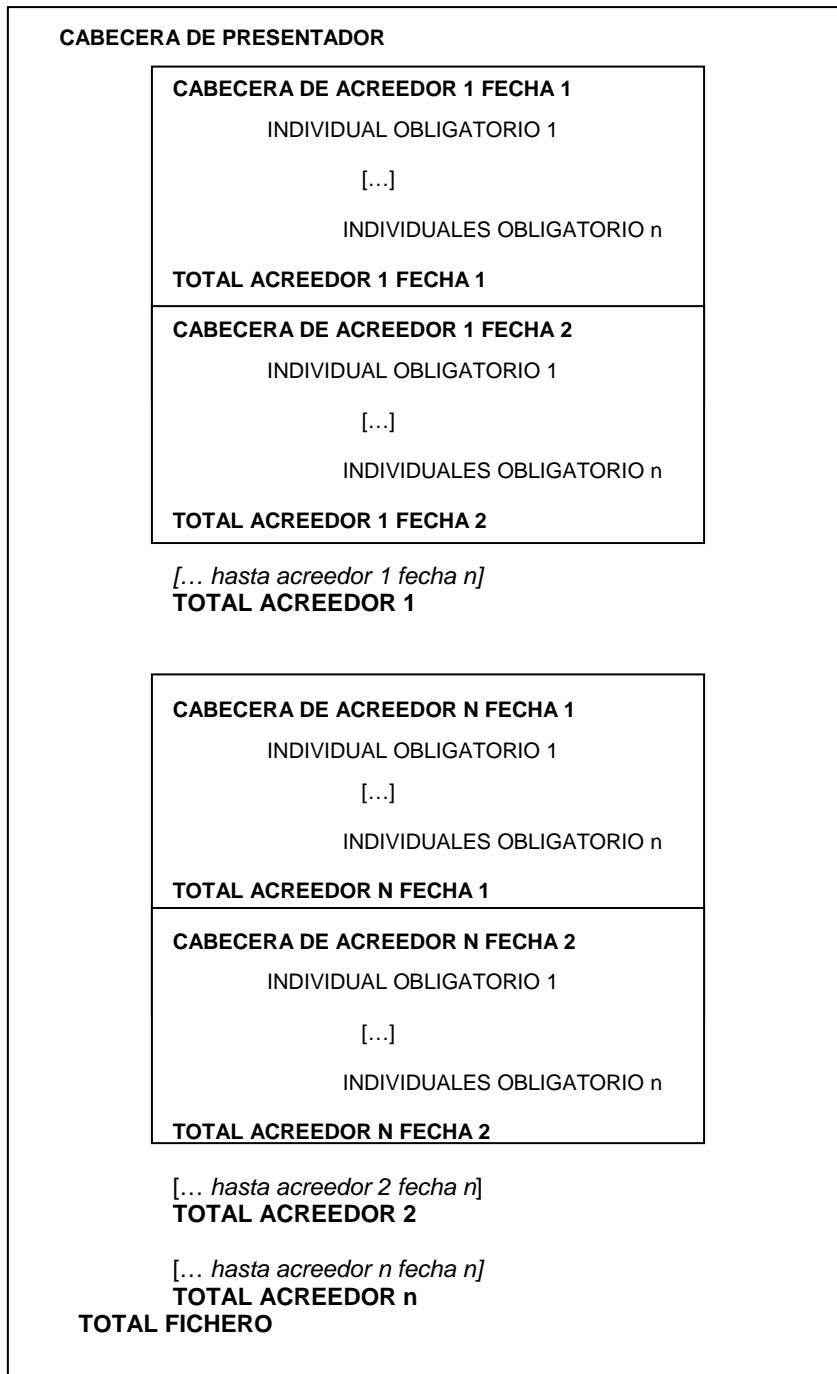 CABECERA DE PRESENTADOR
CABECERA DE ACREEDOR 1 FECHA 1
INDIVIDUAL OBLIGATORIO 1
[…]
INDIVIDUALES OBLIGATORIO n
TOTAL ACREEDOR 1 FECHA 1
CABECERA DE ACREEDOR 1 FECHA 2
INDIVIDUAL OBLIGATORIO 1
[…]
INDIVIDUALES OBLIGATORIO n
TOTAL ACREEDOR 1 FECHA 2
[… hasta acreedor 1 fecha n]
TOTAL ACREEDOR 1
CABECERA DE ACREEDOR N FECHA 1
INDIVIDUAL OBLIGATORIO 1
[…]
INDIVIDUALES OBLIGATORIO n
TOTAL ACREEDOR N FECHA 1
CABECERA DE ACREEDOR N FECHA 2
INDIVIDUAL OBLIGATORIO 1
[…]
INDIVIDUALES OBLIGATORIO n
TOTAL ACREEDOR N FECHA 2
[… hasta acreedor 2 fecha n]
TOTAL ACREEDOR 2
[… hasta acreedor n fecha n]
TOTAL ACREEDOR n
TOTAL FICHERO